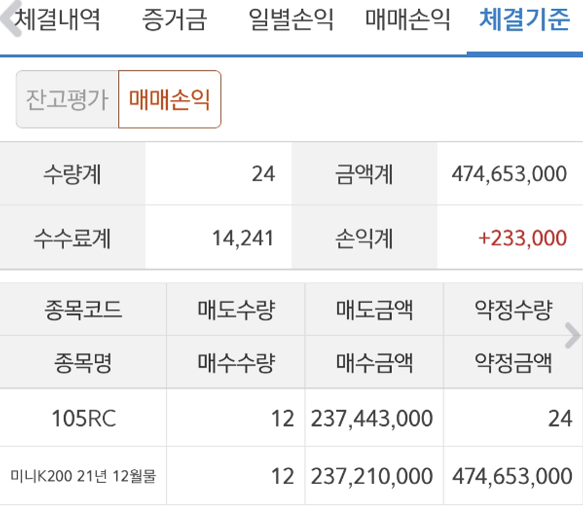 체결내역 증거금 일별손익 매매손익 체결기준
잔고평가 매매손익
수량계 24 금액계 474,653,000
수수료계 14,241 손익계 +233,000
종목코드 매도수량 매도금액 약정수량
종목명 매수수량 매수금액 약정금액
105RC 12 237,443,000 24
미니K200 21년 12월물 12 237,210,000 474,653,000